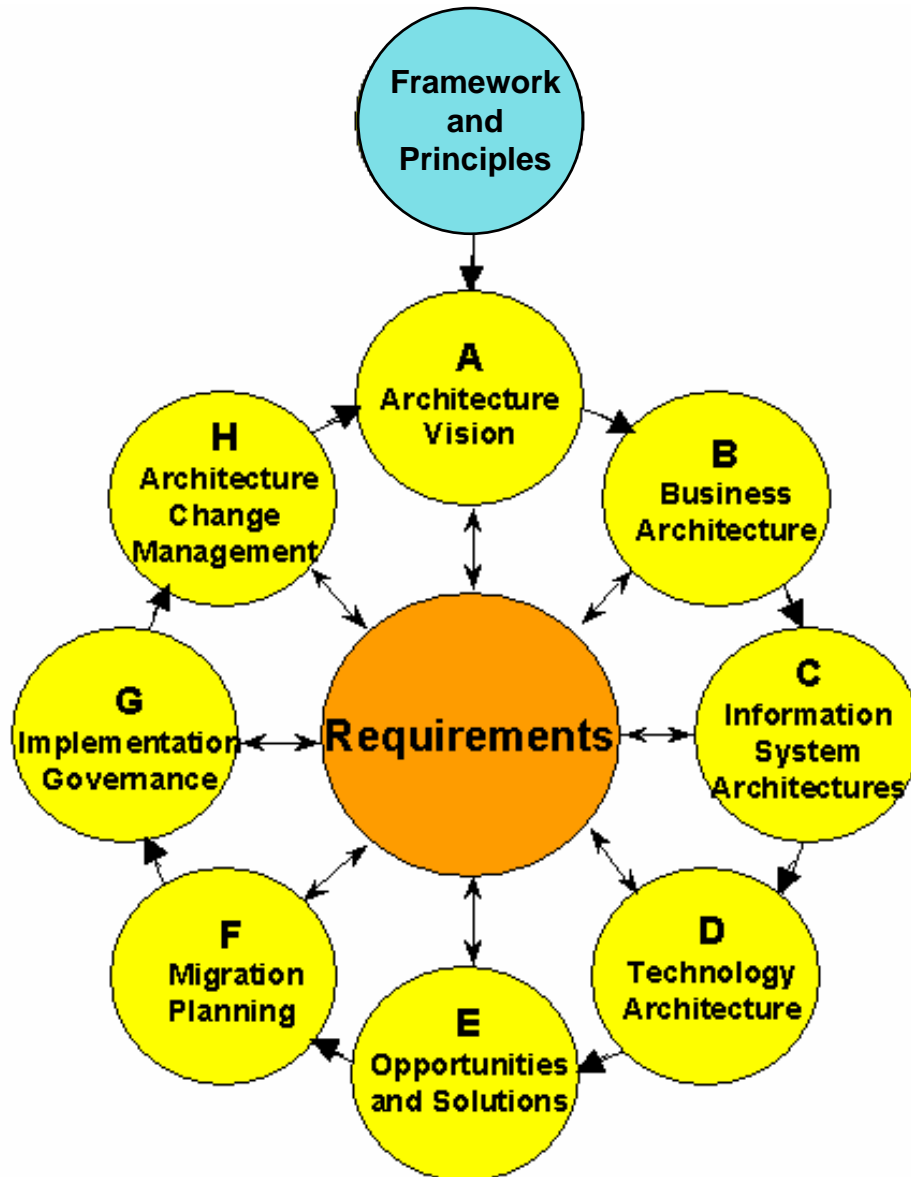 Framework
and
Principles
A
Architecture
Vision
B
Business
Architecture
C
Information
System
Architectures
D
Technology
Architecture
E
Opportunities
and Solutions
F
Migration
Planning
G
Implementation
Governance
H
Architecture
Change
Management
Requirements